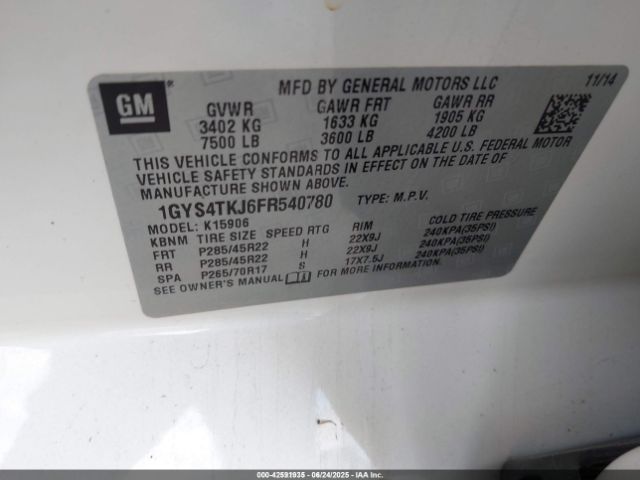 GM
MFD BY GENERAL MOTORS LLC 11/14
GVWR GAWR FRT GAWR RR
3402 KG 1633 KG 1905 KG
7500 LB 3600 LB 4200 LB
THIS VEHICLE CONFORMS TO ALL APPLICABLE U.S. FEDERAL MOTOR
VEHICLE SAFETY STANDARDS IN EFFECT ON THE DATE OF
MANUFACTURE SHOWN ABOVE.
1GYS4TKJ6FR540780 TYPE: M.P.V.
MODEL: K15906
KBNM TIRE SIZE SPEED RTG RIM COLD TIRE PRESSURE
FRT P285/45R22 H 22X9J 240KPA(35PSI)
RR P285/45R22 H 22X9J 240KPA(35PSI)
SPA P265/70R17 S 17X7.5J 240KPA(35PSI)
SEE OWNER'S MANUAL FOR MORE INFORMATION.
000-42591935 - 06/24/2025 - IAAI.COM